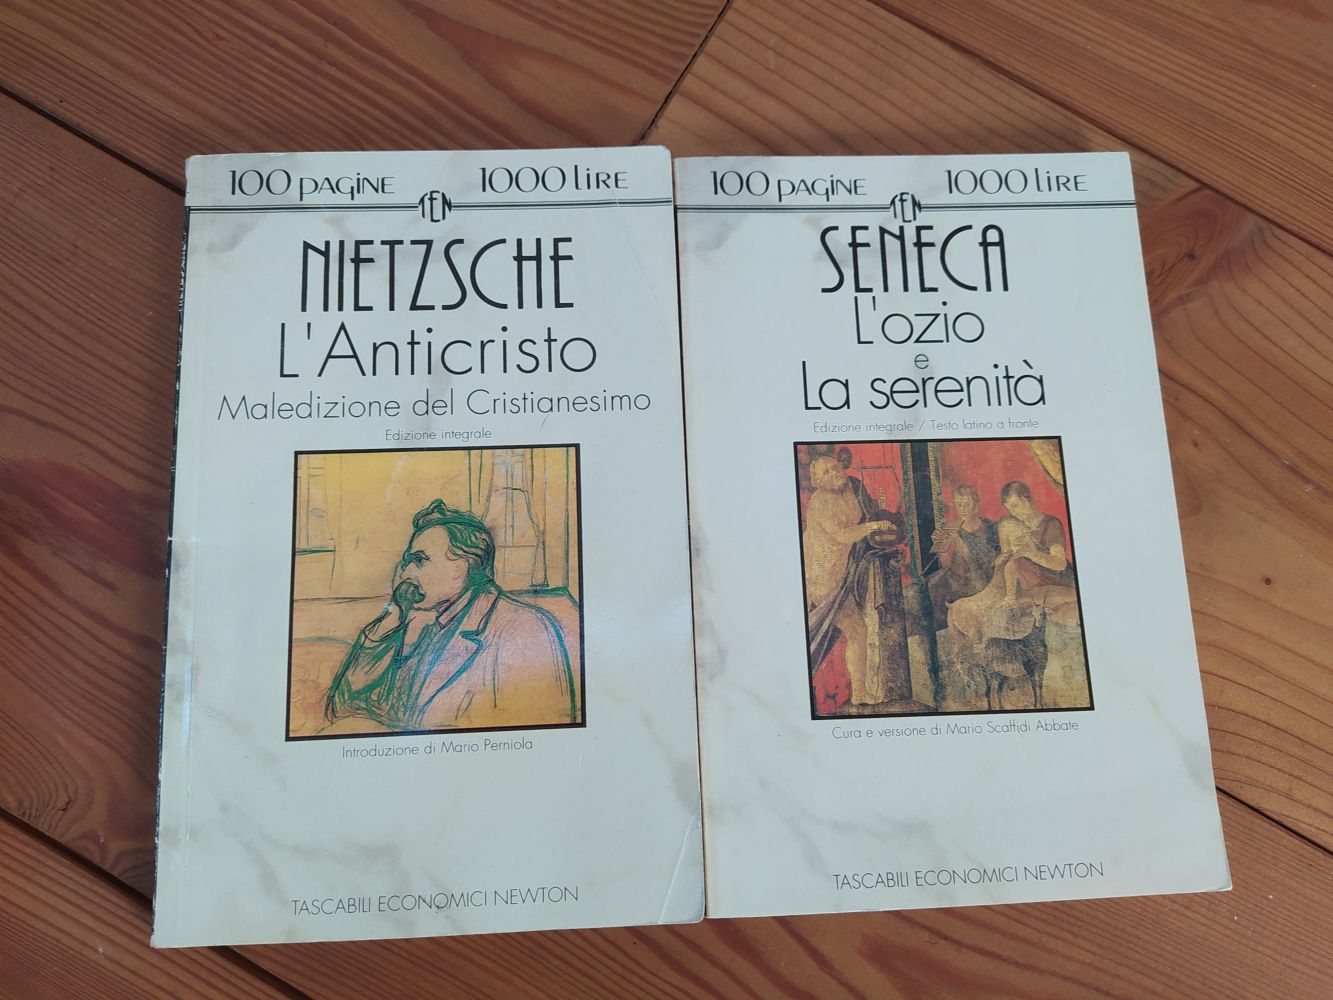 100 PAGINE 1000 LIRE
TEN
NIETZSCHE
L'Anticristo
Maledizione del Cristianesimo
Edizione integrale
Introduzione di Mario Perniola
TASCABILI ECONOMICI NEWTON
100 PAGINE 1000 LIRE
TEN
SENECA
L'ozio
e
La serenità
Edizione integrale / Testo latino a fronte
Cura e versione di Mario Scaffidi Abbate
TASCABILI ECONOMICI NEWTON